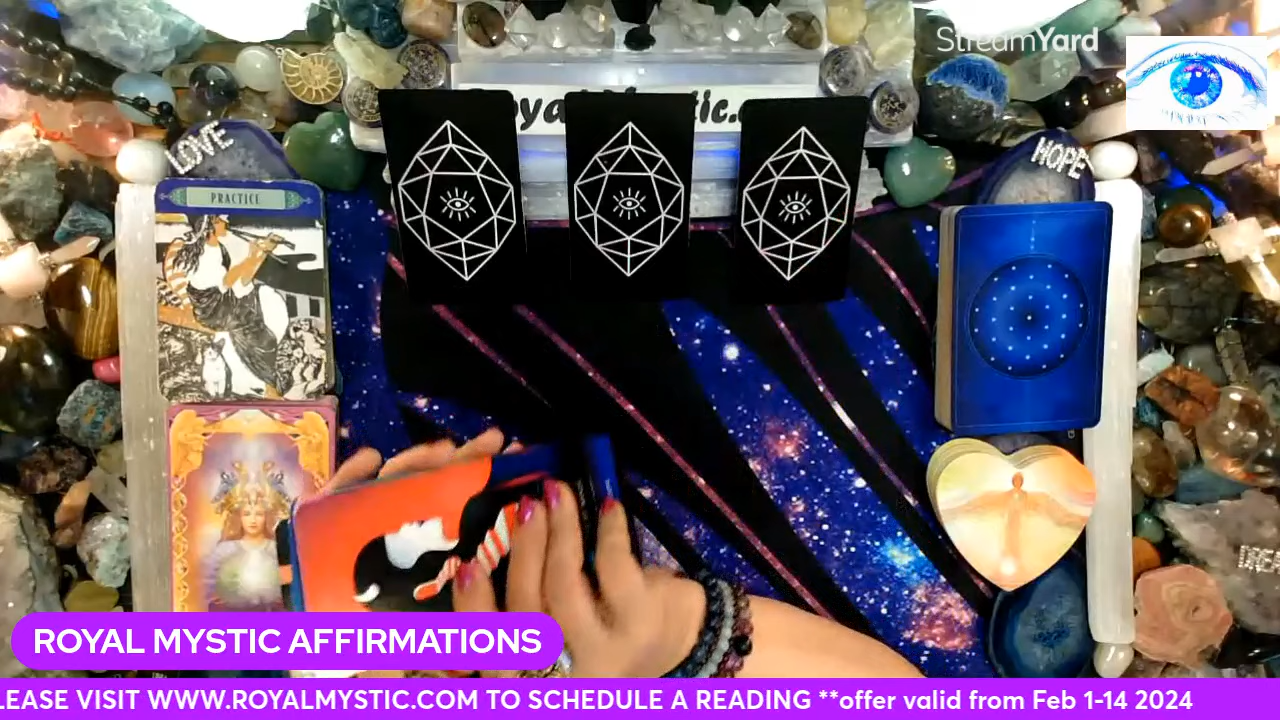 StreamYard
LOVE
HOPE
PRACTICE
ROYAL MYSTIC AFFIRMATIONS
LEASE VISIT WWW.ROYALMYSTIC.COM TO SCHEDULE A READING **offer valid from Feb 1-14 2024